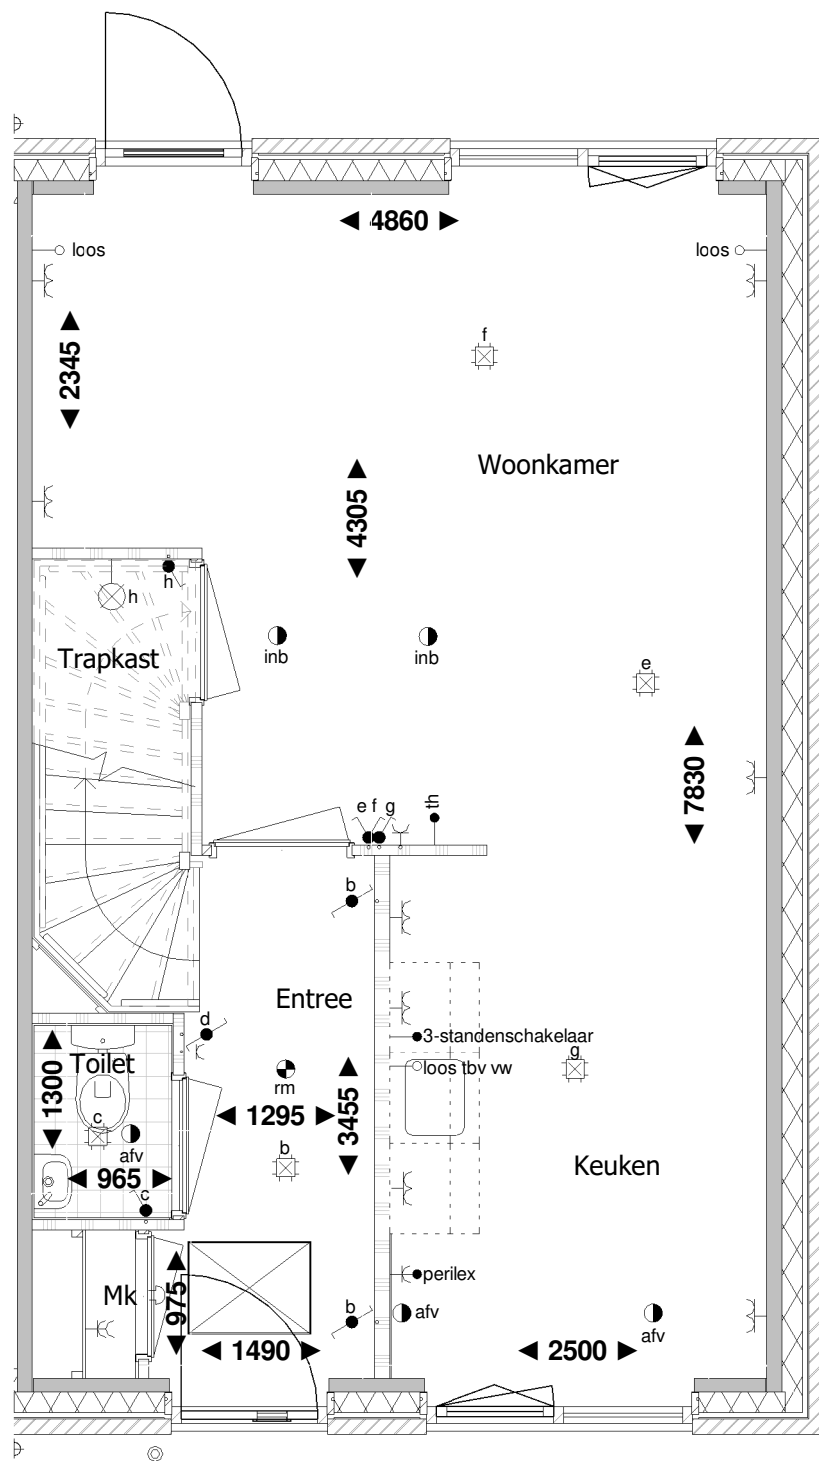 4860
loos
loos
2345
f
Woonkamer
4305
h
h
inb
inb
Trapkast
e
7830
e f g
th
b
Entree
d
3-standenschakelaar
g
loos tbv vw
Toilet
1300
rm
1295
3455
c
afv
b
965
c
Keuken
perilex
Mk
975
b
afv
afv
1490
2500